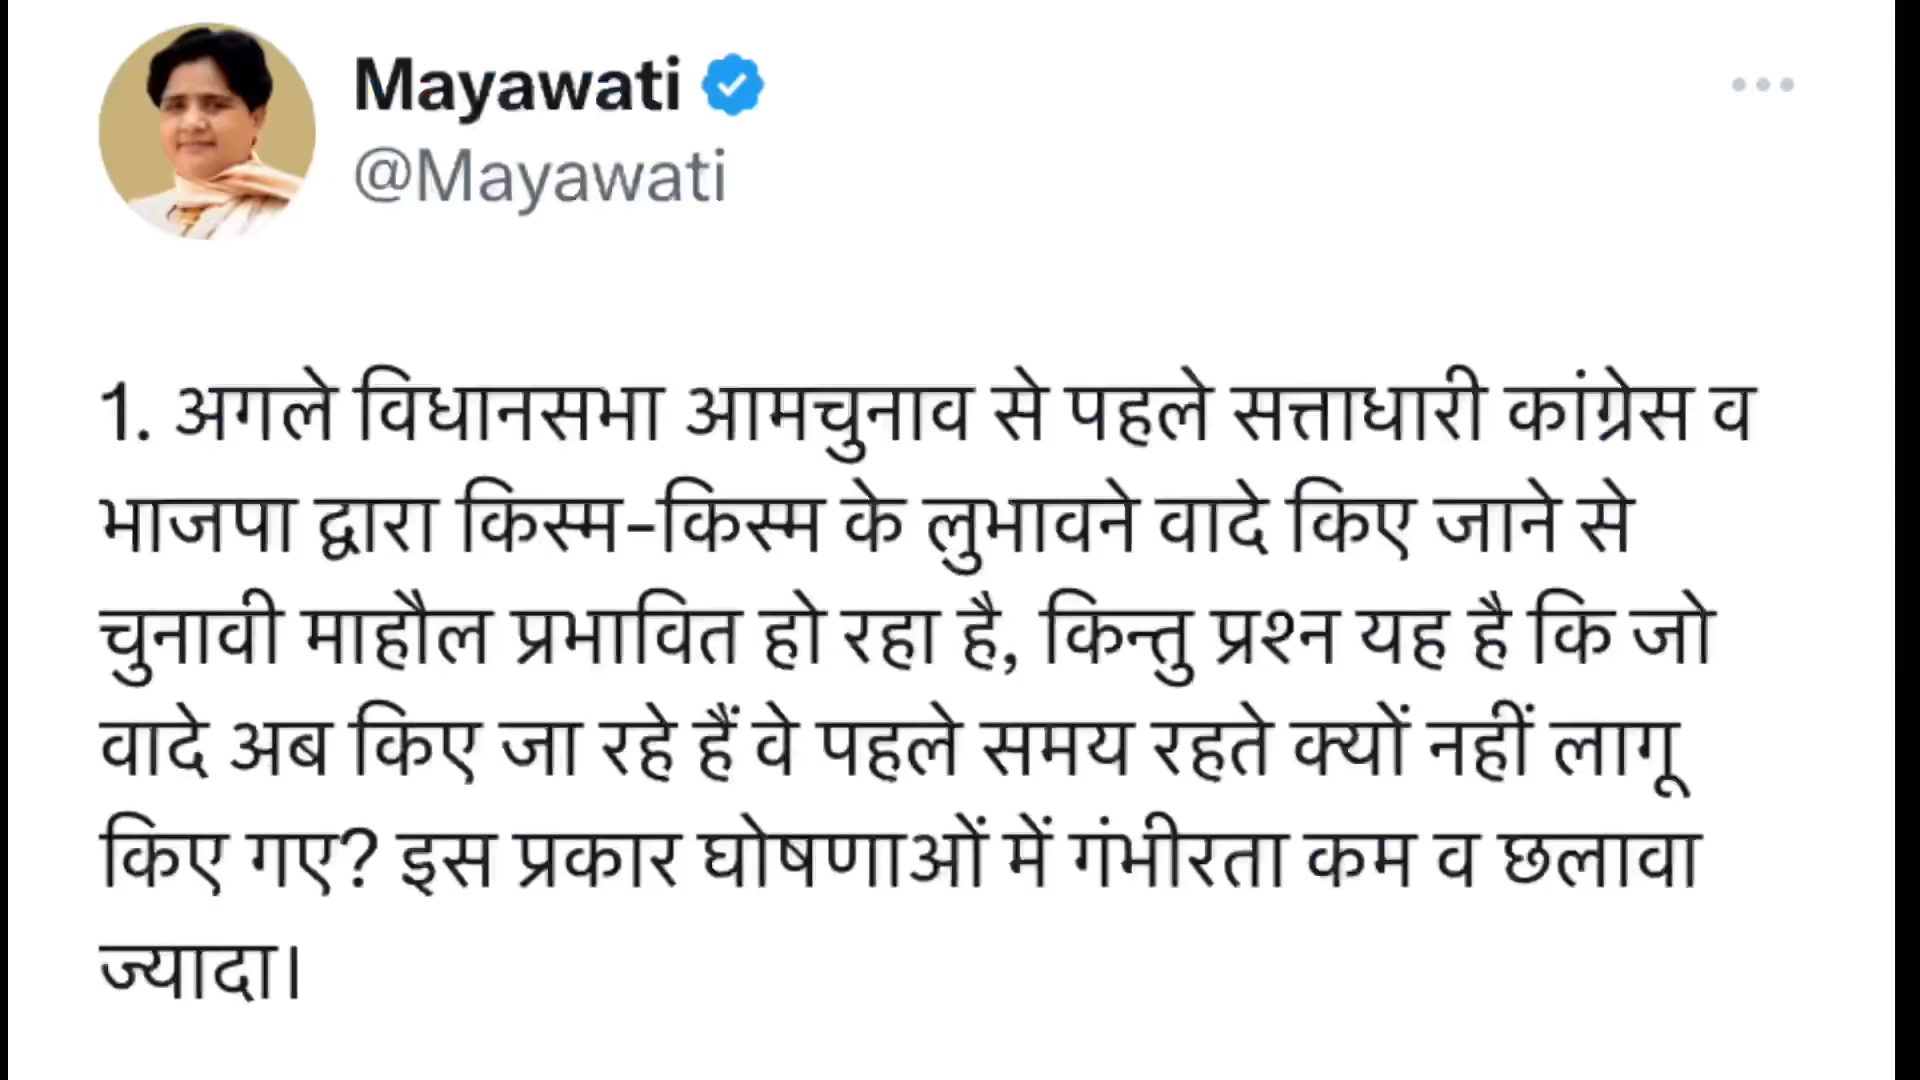 Mayawati
@Mayawati
1. अगले विधानसभा आमचुनाव से पहले सत्ताधारी कांग्रेस व
भाजपा द्वारा किस्म-किस्म के लुभावने वादे किए जाने से
चुनावी माहौल प्रभावित हो रहा है, किन्तु प्रश्न यह है कि जो
वादे अब किए जा रहे हैं वे पहले समय रहते क्यों नहीं लागू
किए गए? इस प्रकार घोषणाओं में गंभीरता कम व छलावा
ज्यादा।